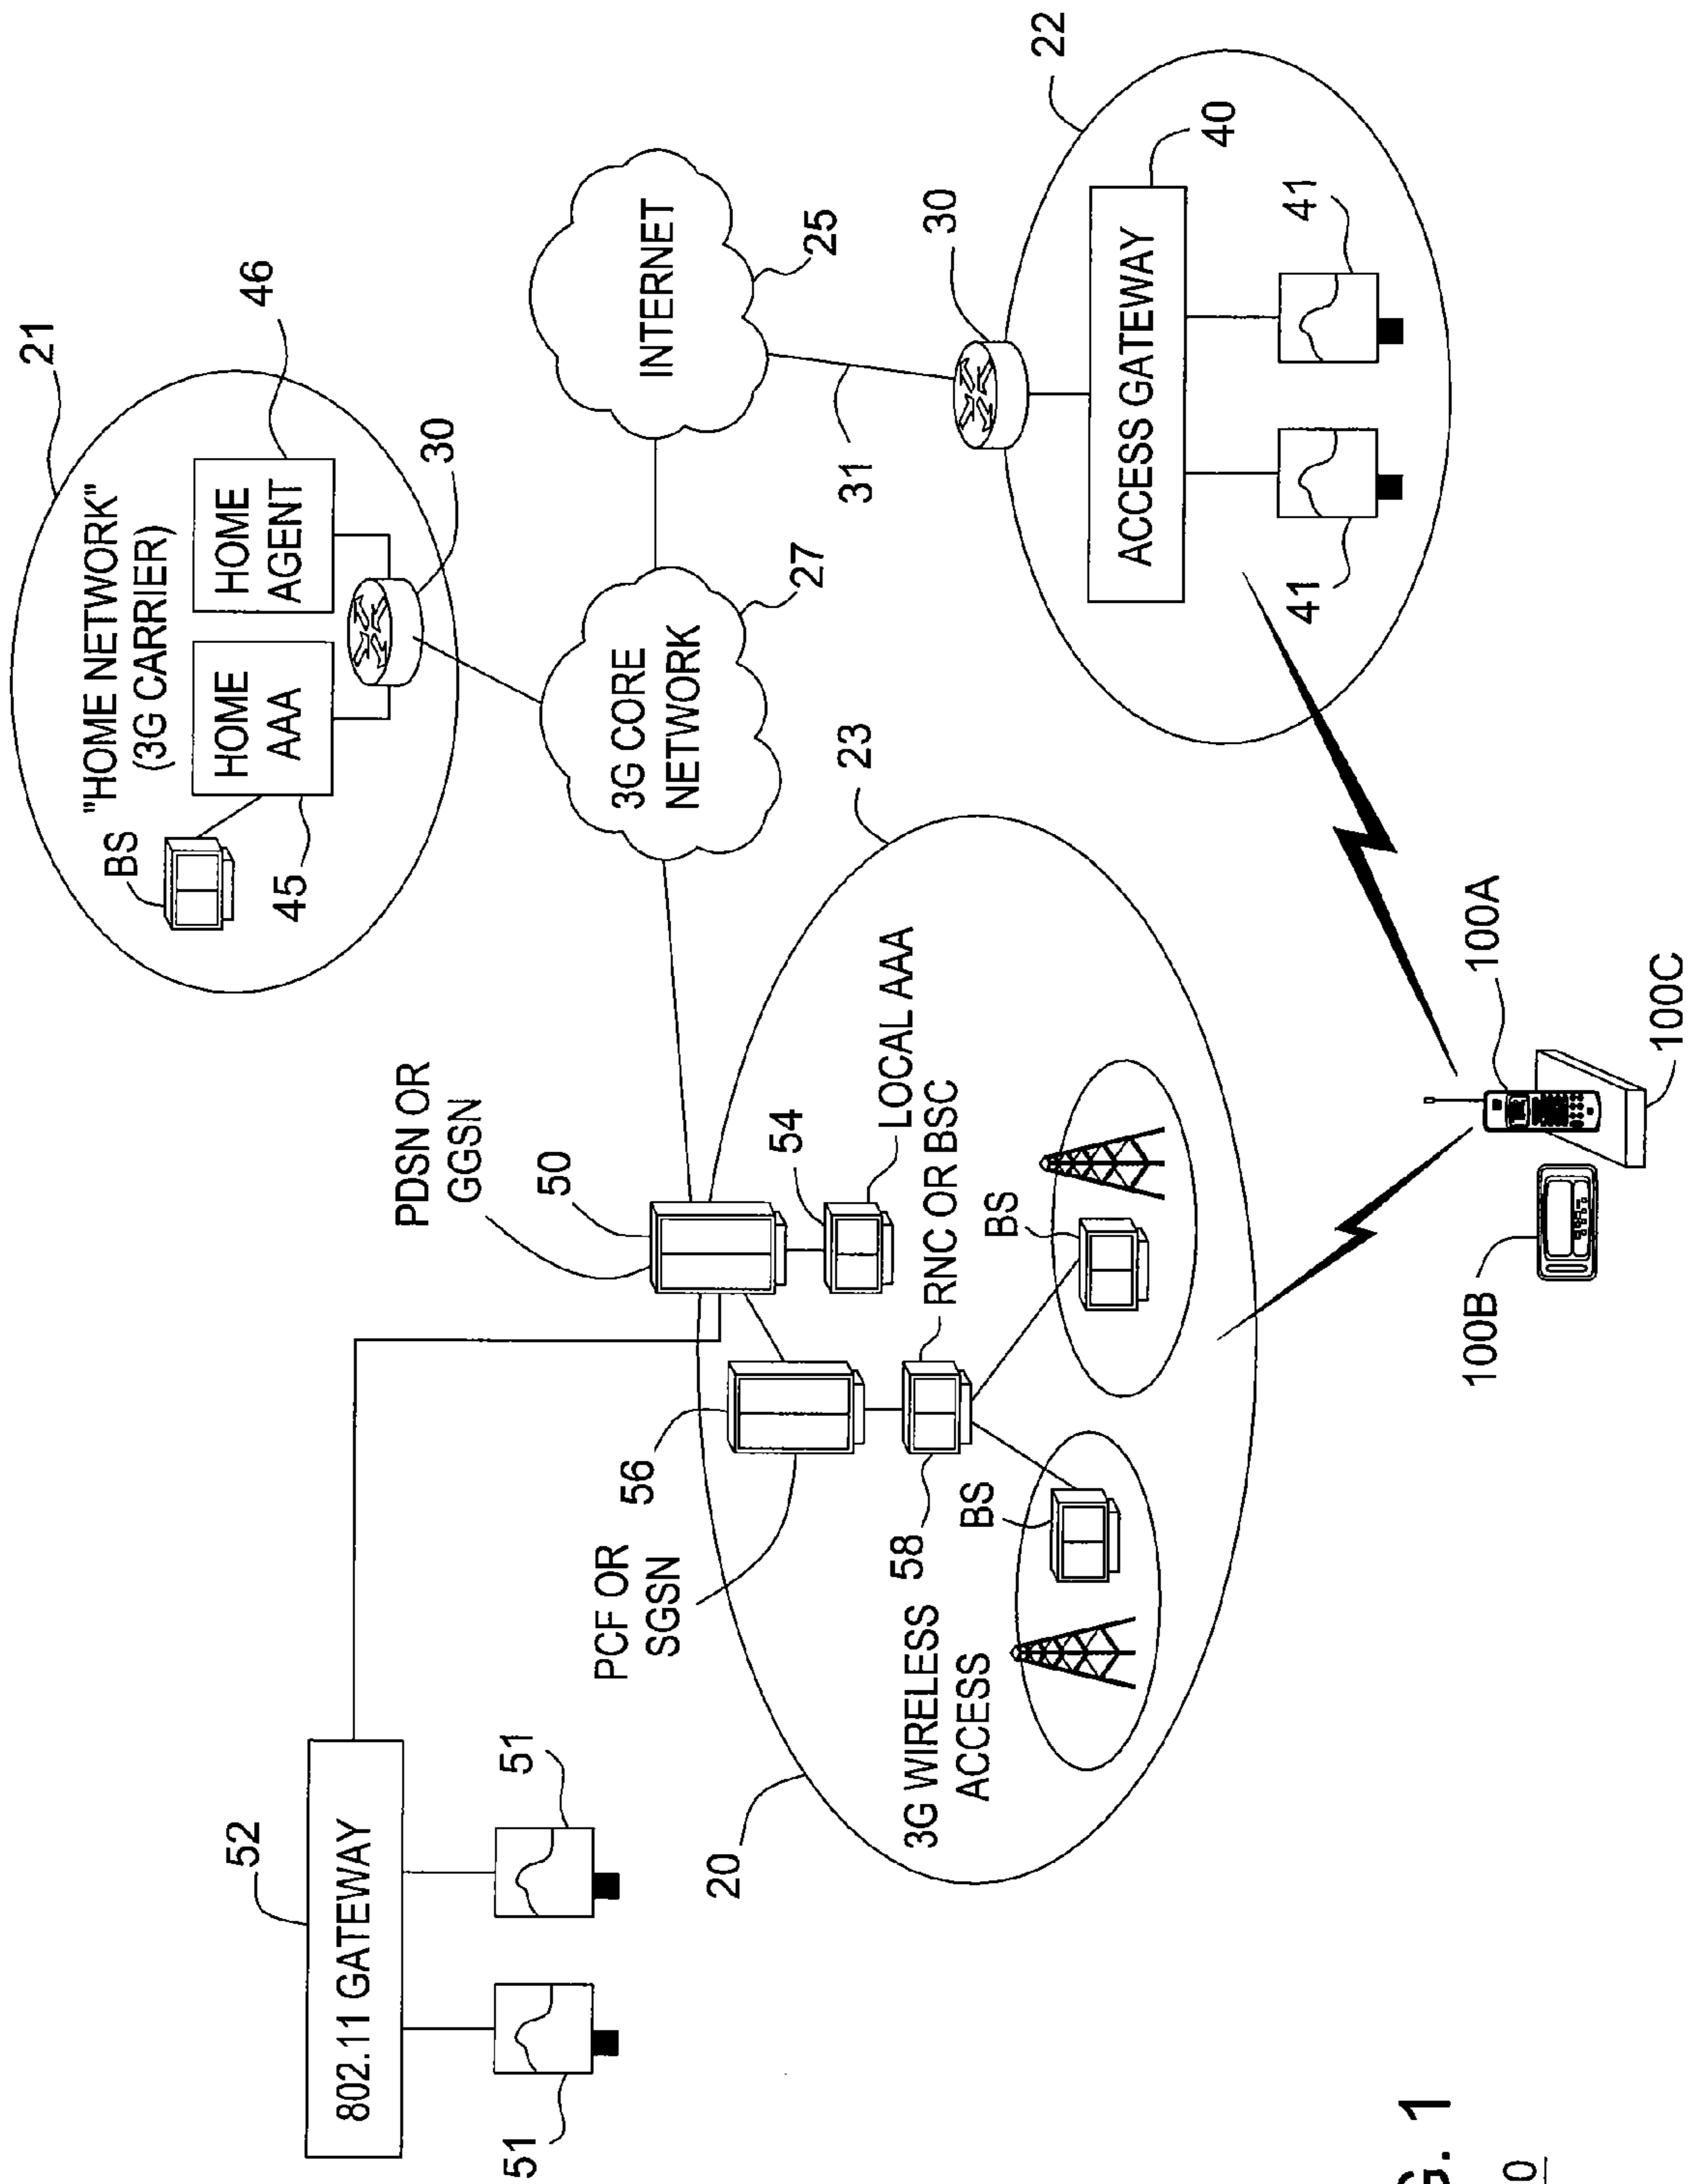 21
"HOME NETWORK"
(3G CARRIER)
BS
HOME
AAA
45
HOME
AGENT
46
30
52
802.11 GATEWAY
51
51
PDSN OR
GGSN
50
3G CORE
NETWORK
27
INTERNET
25
31
PCF OR
SGSN
56
54
LOCAL AAA
RNC OR BSC
58
23
20
3G WIRELESS
ACCESS
BS
BS
30
22
ACCESS GATEWAY
40
41
41
100A
100B
100C
G. 1
0